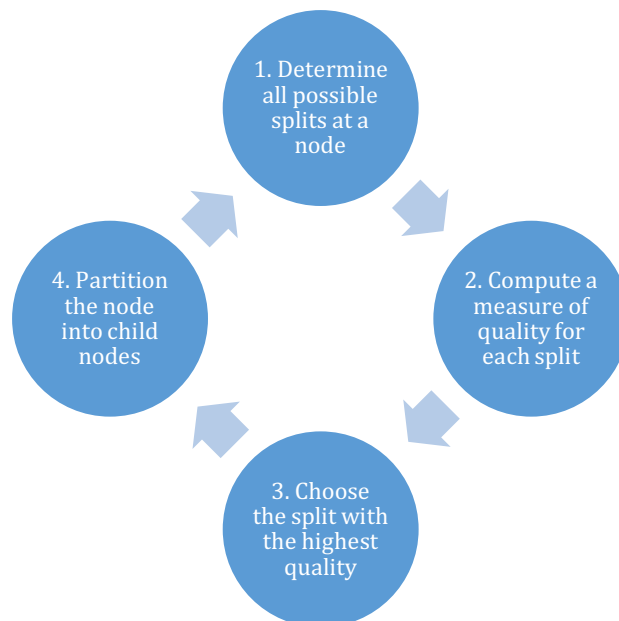 1. Determine
all possible
splits at a
node
2. Compute a
measure of
quality for
each split
3. Choose
the split with
the highest
quality
4. Partition
the node
into child
nodes